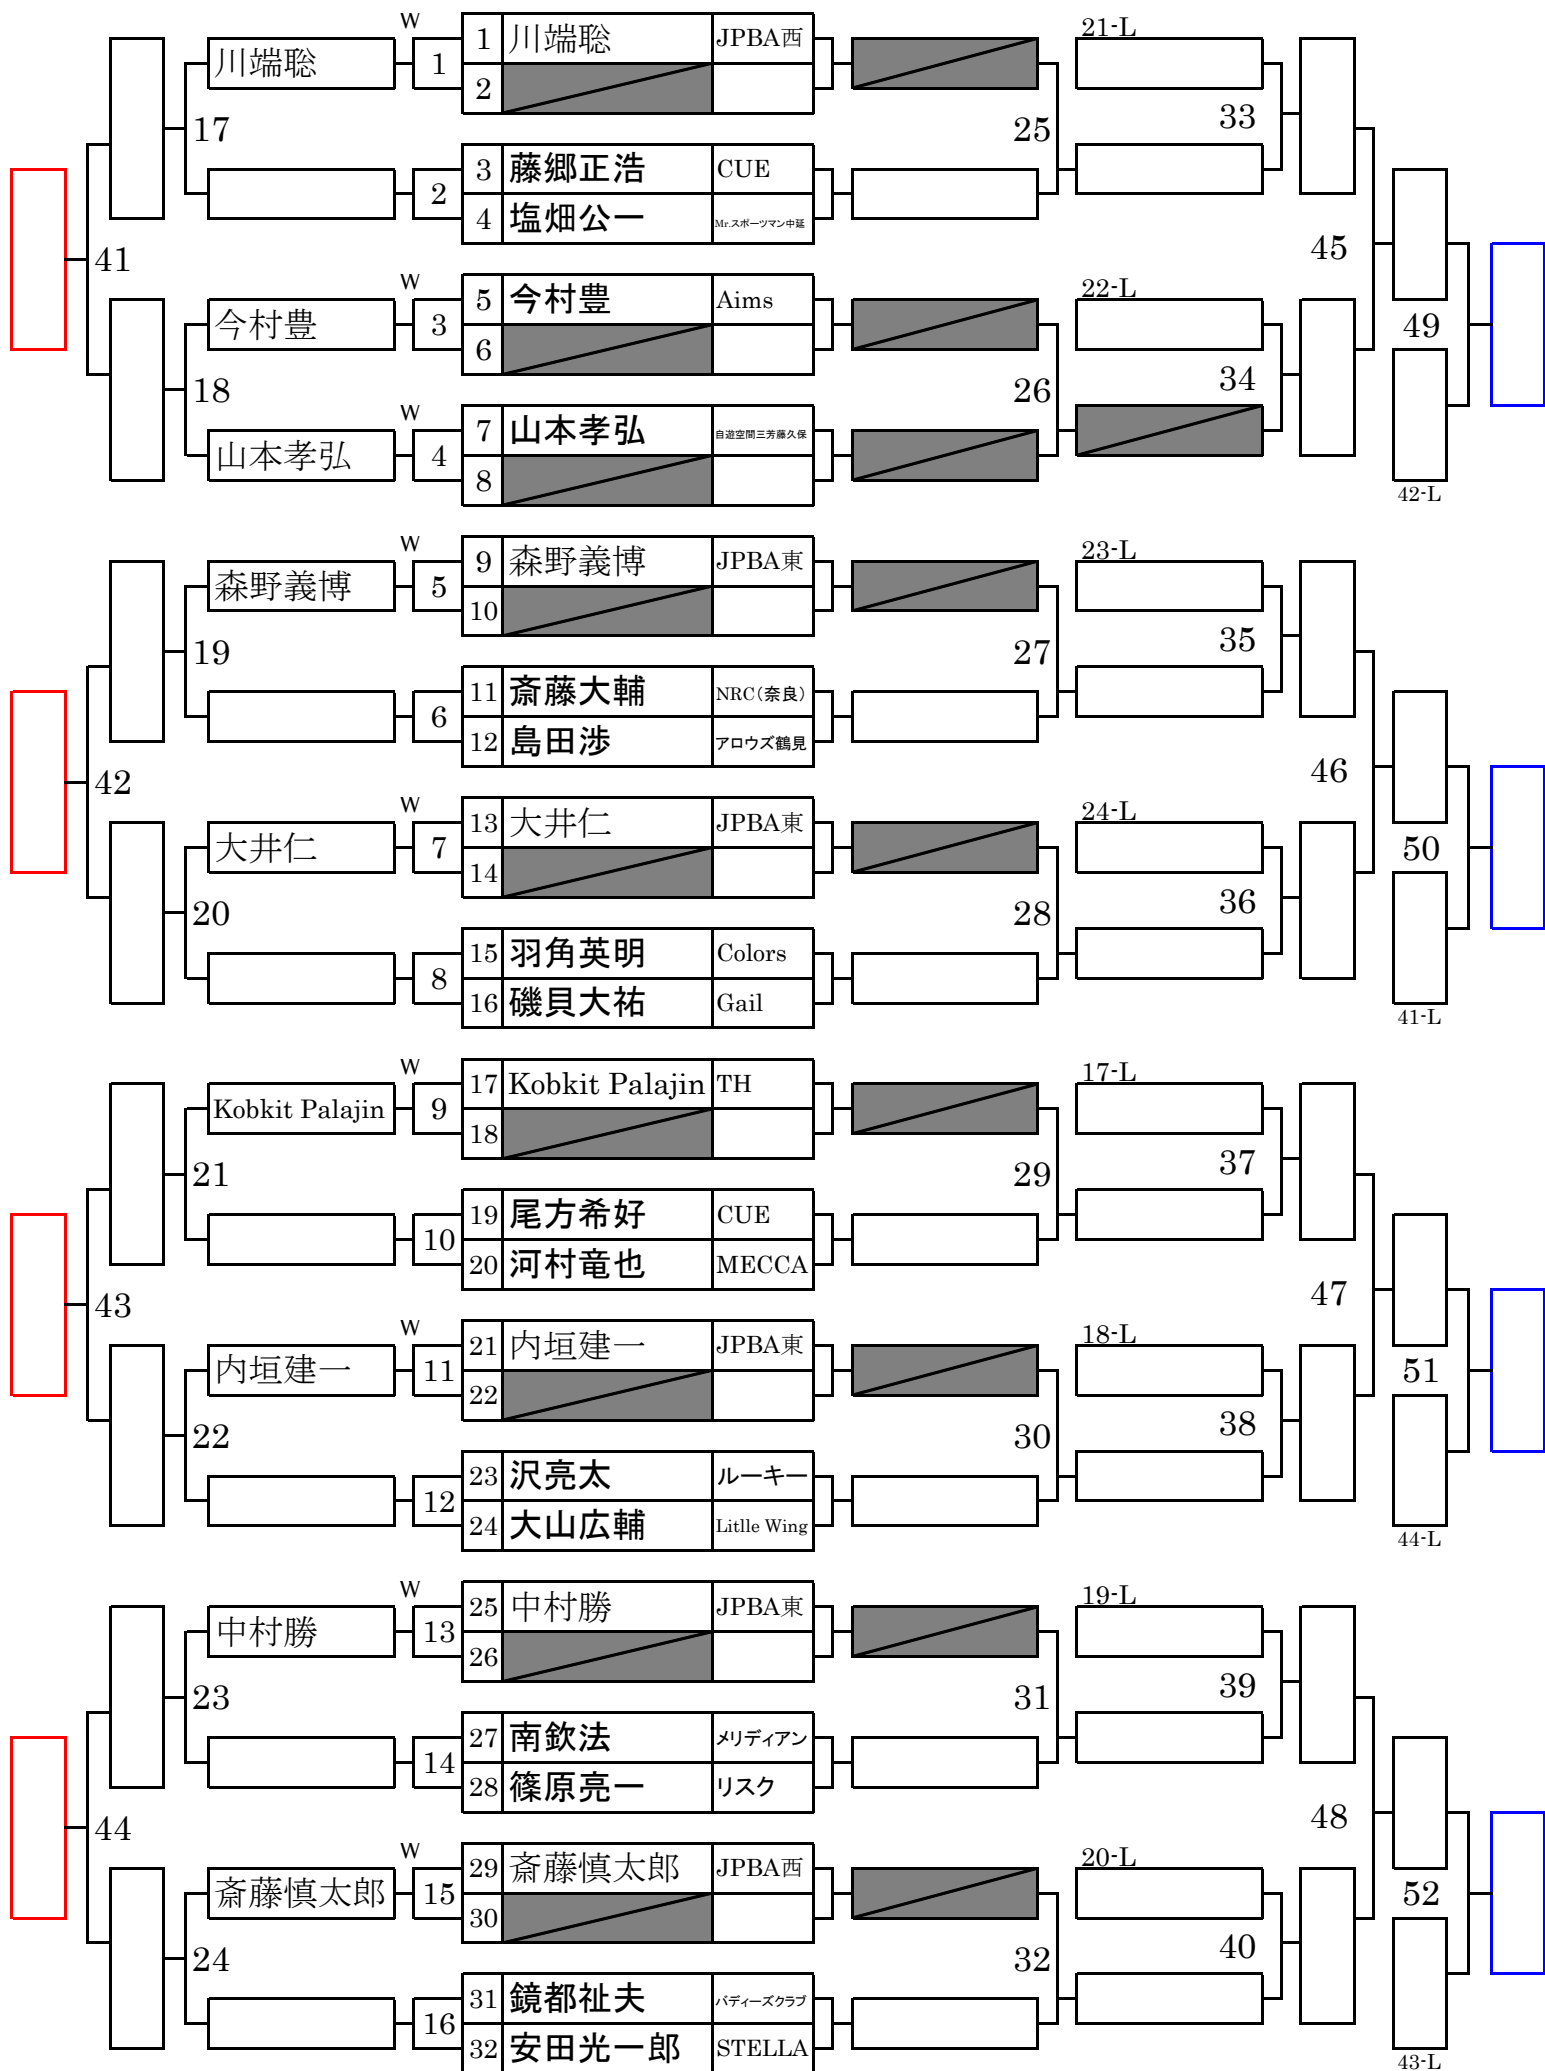 W
1 川端聡 JPBA西
21-L
川端聡
1
2
17
25
33
3 藤郷正浩 CUE
2
4 塩畑公一 Mr.スポーツマン中延
41
45
W
5 今村豊 Aims
22-L
今村豊
3
6
49
18
26
34
W
7 山本孝弘 自遊空間三芳藤久保
山本孝弘
4
8
42-L
W
9 森野義博 JPBA東
23-L
森野義博
5
10
19
27
35
11 斎藤大輔 NRC(奈良)
6
12 島田渉 アロウズ鶴見
42
46
W
13 大井仁 JPBA東
24-L
大井仁
7
14
50
20
28
36
15 羽角英明 Colors
8
16 磯貝大祐 Gail
41-L
W
17 Kobkit Palajin TH
17-L
Kobkit Palajin
9
18
21
29
37
19 尾方希好 CUE
10
20 河村竜也 MECCA
43
47
W
21 内垣建一 JPBA東
18-L
内垣建一
11
22
51
22
30
38
23 沢亮太 ルーキー
12
24 大山広輔 Litlle Wing
44-L
W
25 中村勝 JPBA東
19-L
中村勝
13
26
23
31
39
27 南欽法 メリディアン
14
28 篠原亮一 リスク
44
48
W
29 斎藤慎太郎 JPBA西
20-L
斎藤慎太郎
15
30
52
24
32
40
31 鏡都祉夫 バディーズクラブ
16
32 安田光一郎 STELLA
43-L